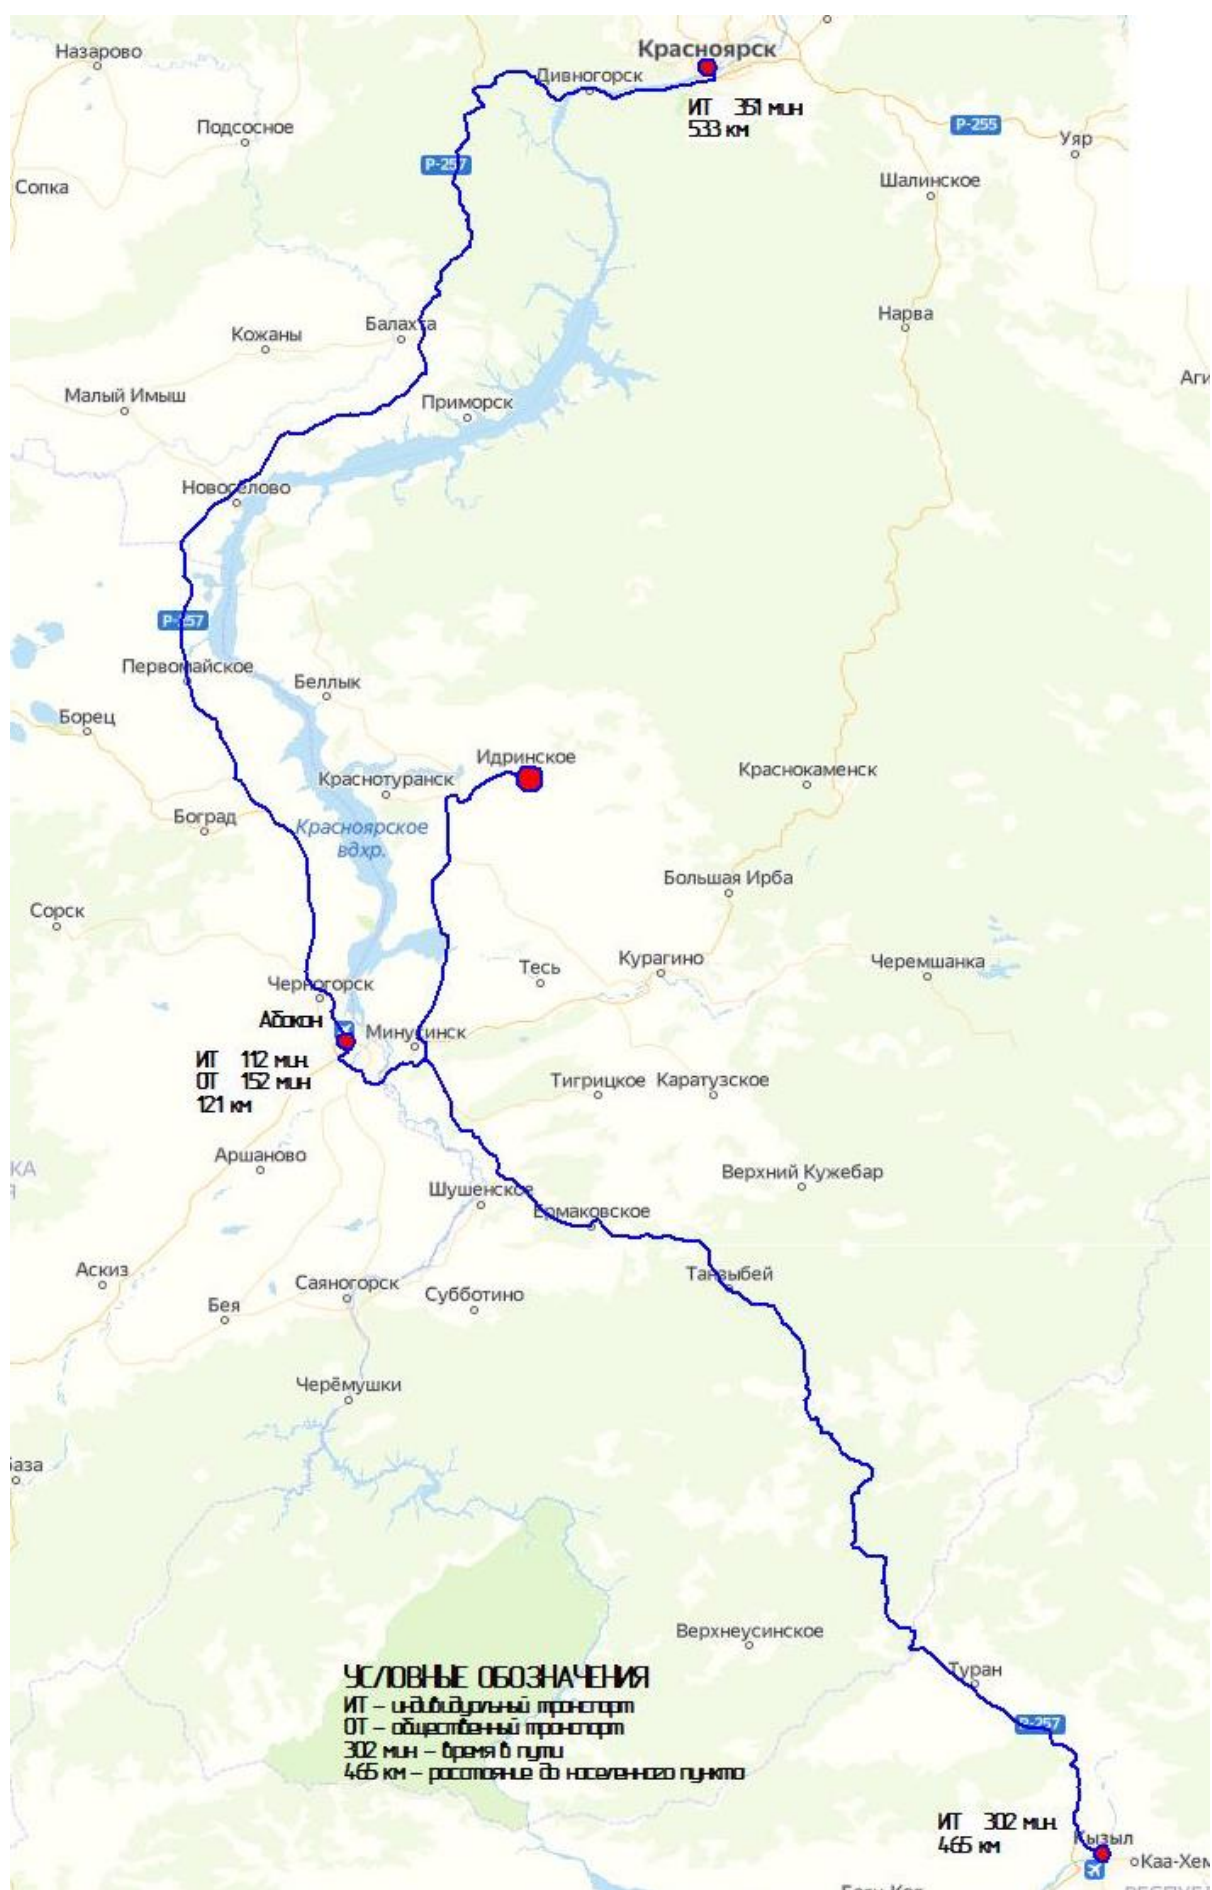 Красноярск
Назарово
Дивногорск
ИТ 351 мин
533 км
Подсосное
Р-255
Уяр
Р-257
Сопка
Шалинское
Нарва
Балахта
Кожаны
Малый Имыш
Аги
Приморск
Новоселово
Р-257
Первомайское
Беллык
Борец
Идринское
Краснотуранск
Краснокаменск
Боград
Красноярское
вдхр.
Большая Ирба
Сорск
Тесь
Курагино
Черемшанка
Черногорск
Абакан
Минусинск
ИТ 112 мин.
ОТ 152 мин
121 км
Тигрицкое
Каратузское
Аршаново
КА
Я
Верхний Кужебар
Шушенское
Ермаковское
Аскиз
Саяногорск
Танзыбей
Бея
Субботино
Черёмушки
база
Верхнеусинское
УСЛОВНЫЕ ОБОЗНАЧЕНИЯ
ИТ – индивидуальный транспорт
ОТ – общественный транспорт
302 мин – время в пути
465 км – расстояние до населенного пункта
Туран
Р-257
ИТ 302 мин.
465 км
Кызыл
Каа-Хем